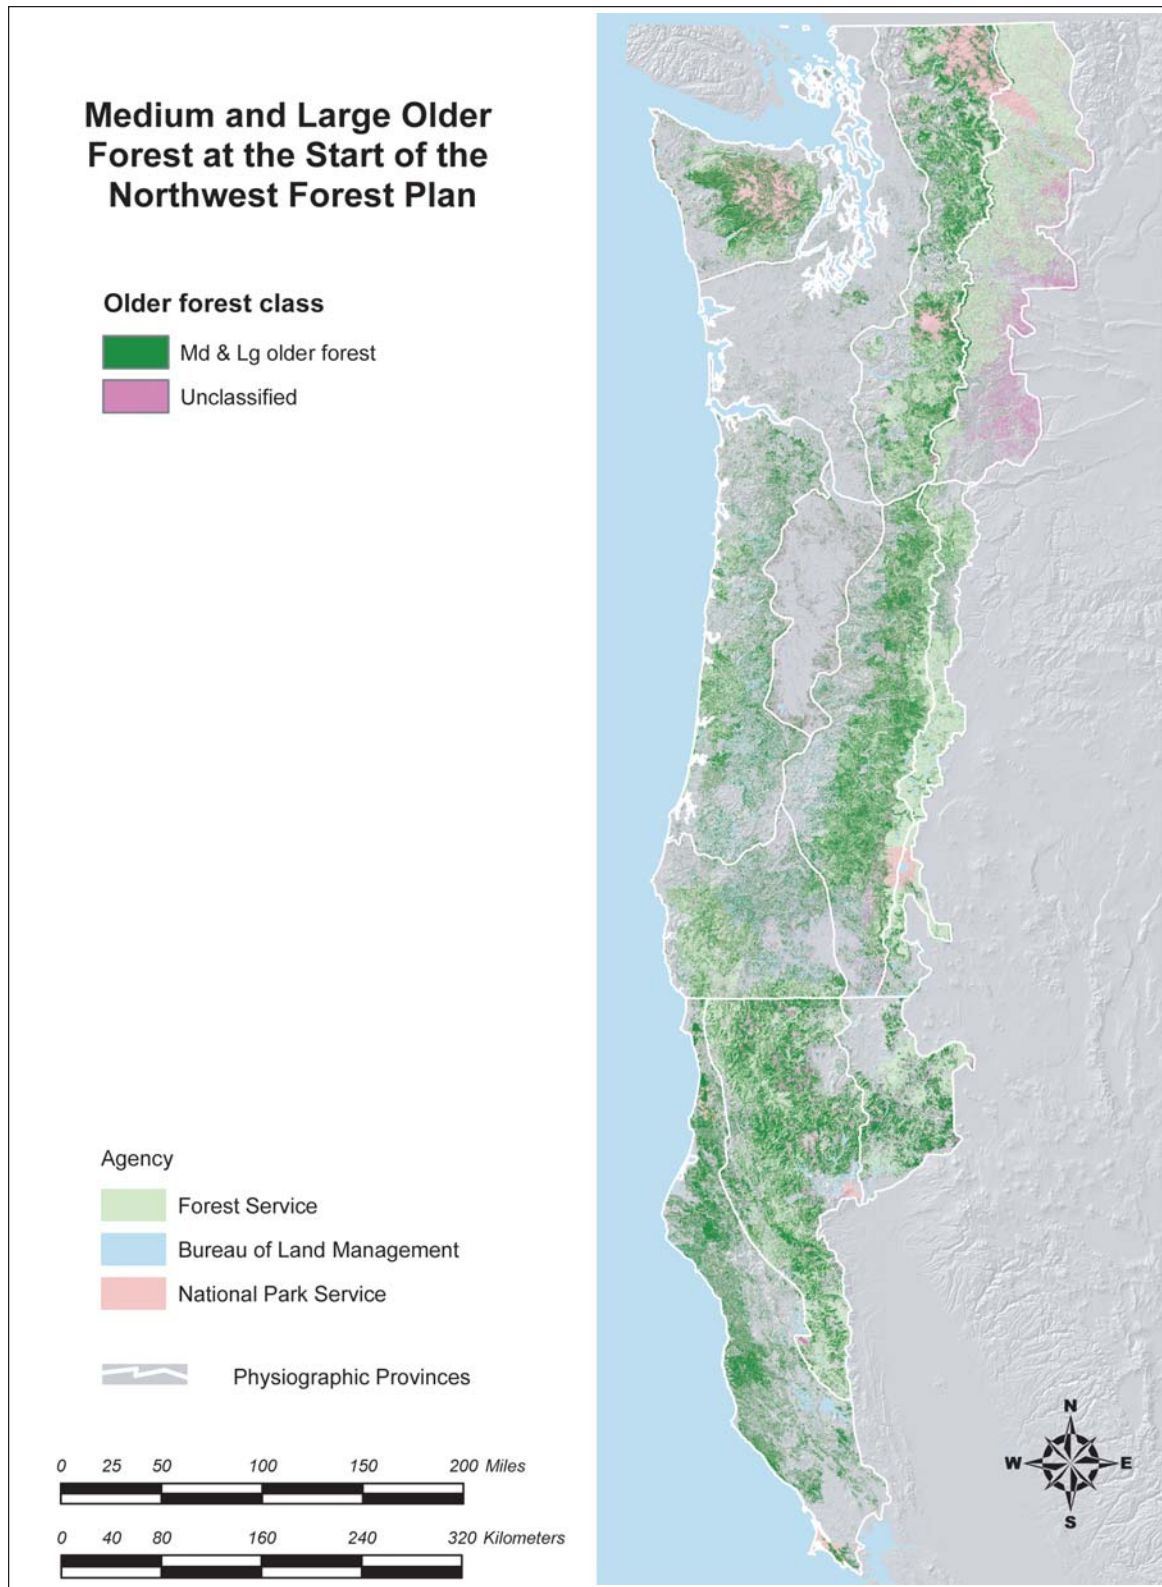 Medium and Large Older
Forest at the Start of the
Northwest Forest Plan
Older forest class
Md & Lg older forest
Unclassified
Agency
Forest Service
Bureau of Land Management
National Park Service
Physiographic Provinces
0 25 50 100 150 200 Miles
0 40 80 160 240 320 Kilometers
N
W E
S